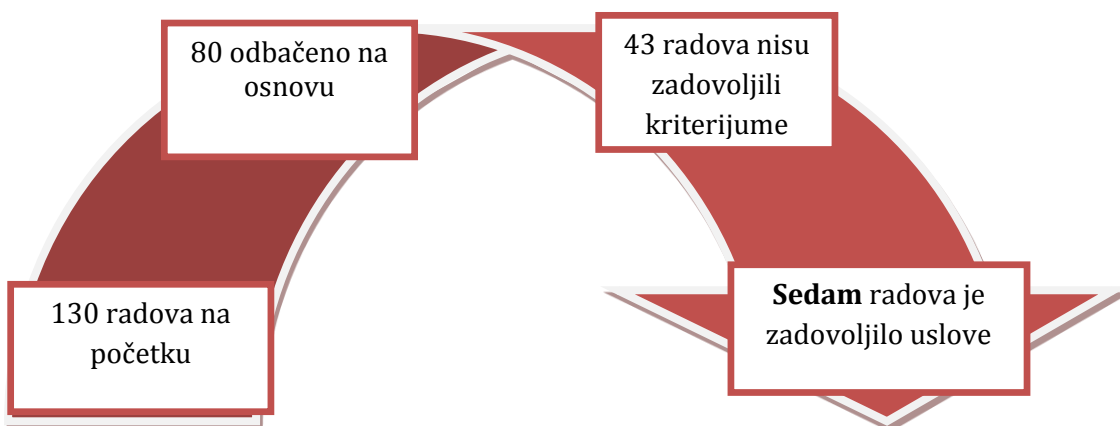 130 radova na
početku
80 odbačeno na
osnovu
43 radova nisu
zadovoljili
kriterijume
Sedam radova je
zadovoljilo uslove